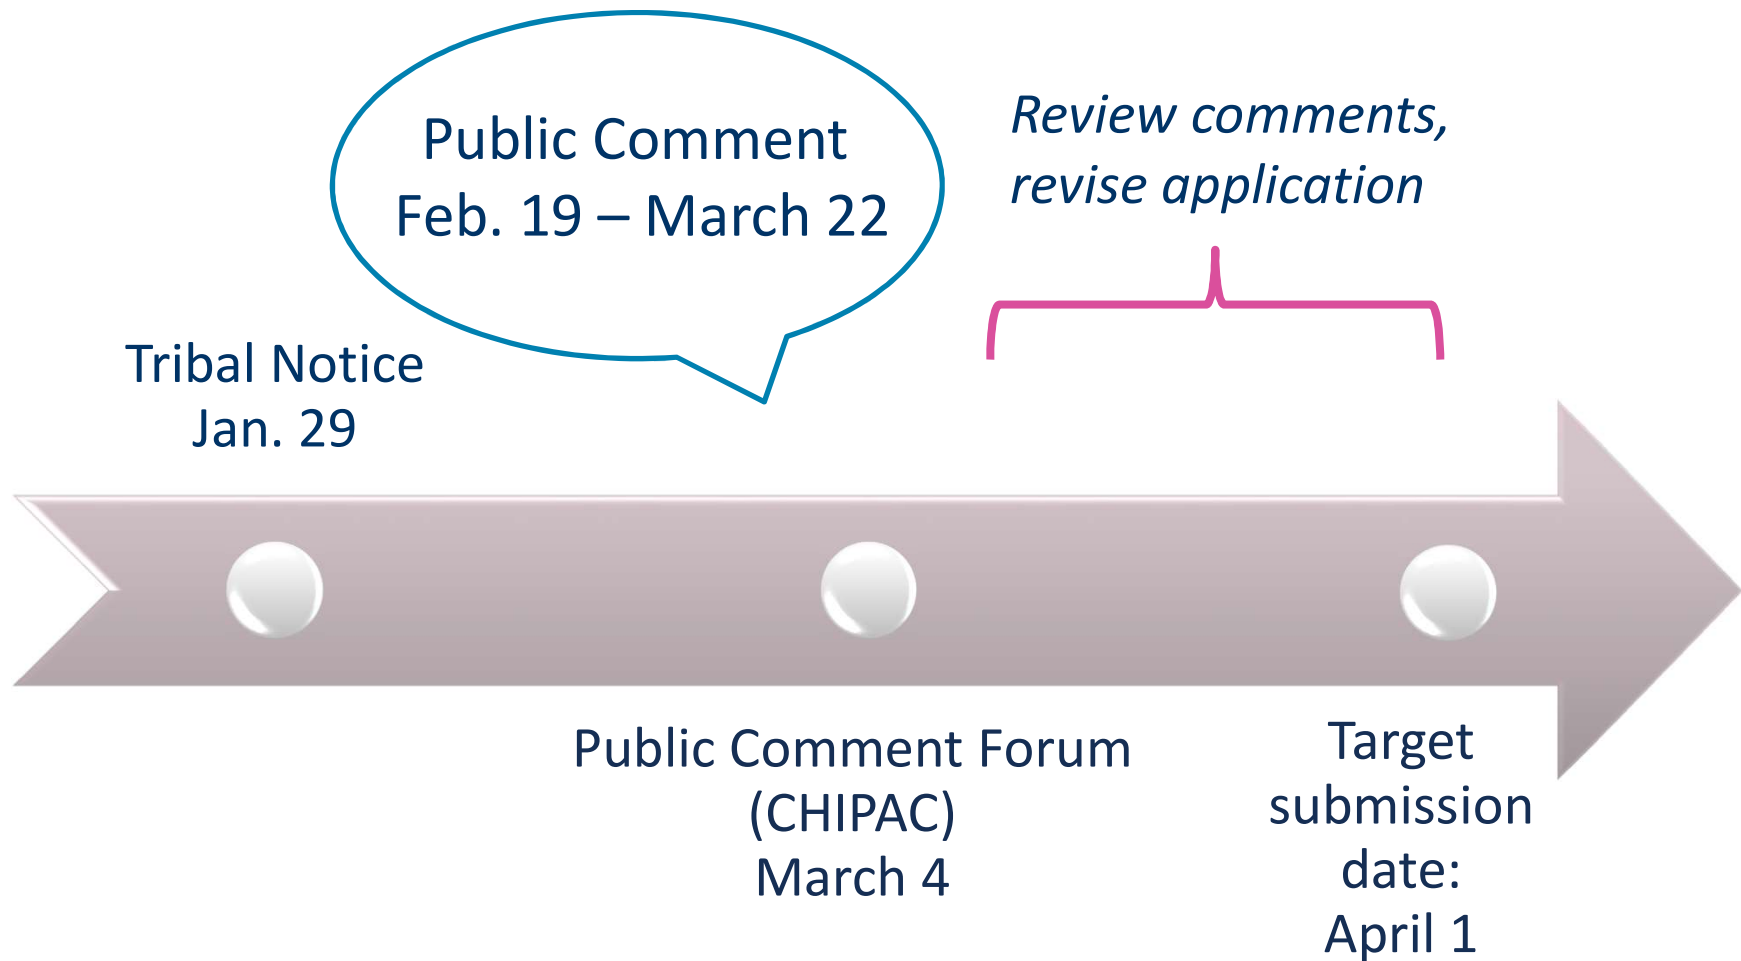 Public Comment
Feb. 19 – March 22
Review comments,
revise application
Tribal Notice
Jan. 29
Public Comment Forum
(CHIPAC)
March 4
Target
submission
date:
April 1